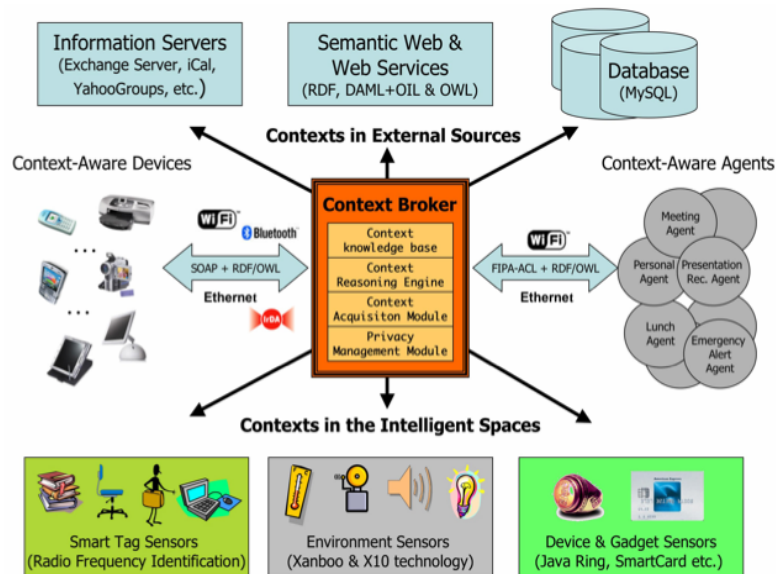 Information Servers
(Exchange Server, iCal,
YahooGroups, etc.)
Semantic Web &
Web Services
(RDF, DAML+OIL & OWL)
Database
(MySQL)
Contexts in External Sources
Context-Aware Devices
Context-Aware Agents
Wi Fi
Bluetooth
SOAP + RDF/OWL
Ethernet
IrDA
Context Broker
Context
knowledge base
Context
Reasoning Engine
Context
Acquisiton Module
Privacy
Management Module
Wi Fi
FIPA-ACL + RDF/OWL
Ethernet
Meeting
Agent
Personal
Agent
Presentation
Rec. Agent
Lunch
Agent
Emergency
Alert
Agent
Contexts in the Intelligent Spaces
Smart Tag Sensors
(Radio Frequency Identification)
Environment Sensors
(Xanboo & X10 technology)
Device & Gadget Sensors
(Java Ring, SmartCard etc.)